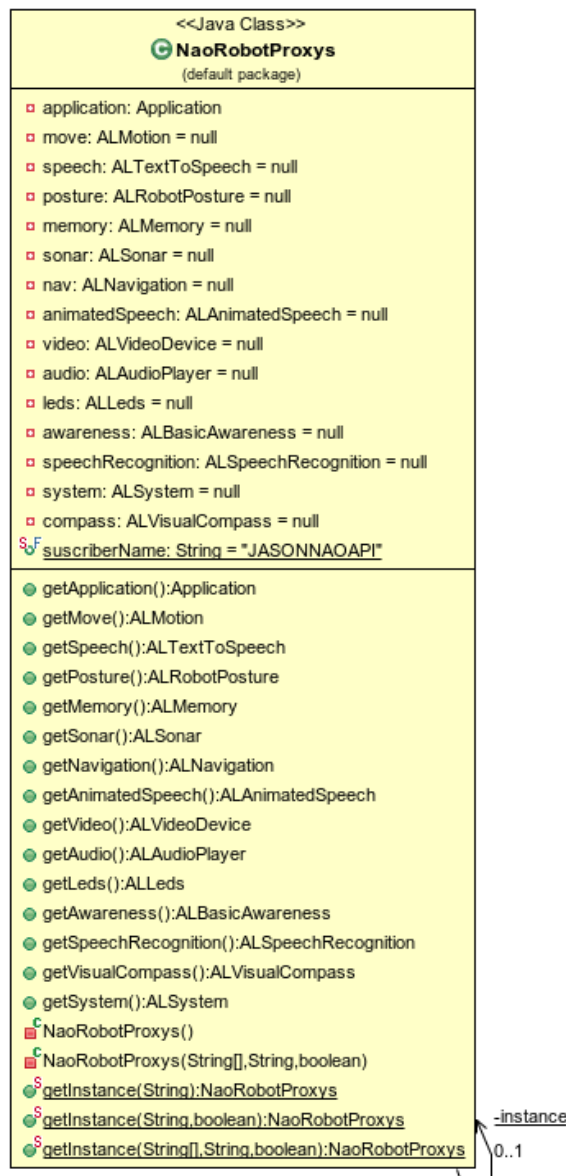 <<Java Class>>
NaoRobotProxys
(default package)
application: Application
move: ALMotion = null
speech: ALTextToSpeech = null
posture: ALRobotPosture = null
memory: ALMemory = null
sonar: ALSonar = null
nav: ALNavigation = null
animatedSpeech: ALAnimatedSpeech = null
video: ALVideoDevice = null
audio: ALAudioPlayer = null
leds: ALLeds = null
awareness: ALBasicAwareness = null
speechRecognition: ALSpeechRecognition = null
system: ALSystem = null
compass: ALVisualCompass = null
suscriberName: String = "JASONNAOAPI"
getApplication():Application
getMove():ALMotion
getSpeech():ALTextToSpeech
getPosture():ALRobotPosture
getMemory():ALMemory
getSonar():ALSonar
getNavigation():ALNavigation
getAnimatedSpeech():ALAnimatedSpeech
getVideo():ALVideoDevice
getAudio():ALAudioPlayer
getLeds():ALLeds
getAwareness():ALBasicAwareness
getSpeechRecognition():ALSpeechRecognition
getVisualCompass():ALVisualCompass
getSystem():ALSystem
NaoRobotProxys()
NaoRobotProxys(String[],String,boolean)
getInstance(String):NaoRobotProxys
getInstance(String,boolean):NaoRobotProxys
getInstance(String[],String,boolean):NaoRobotProxys
-instance
0..1